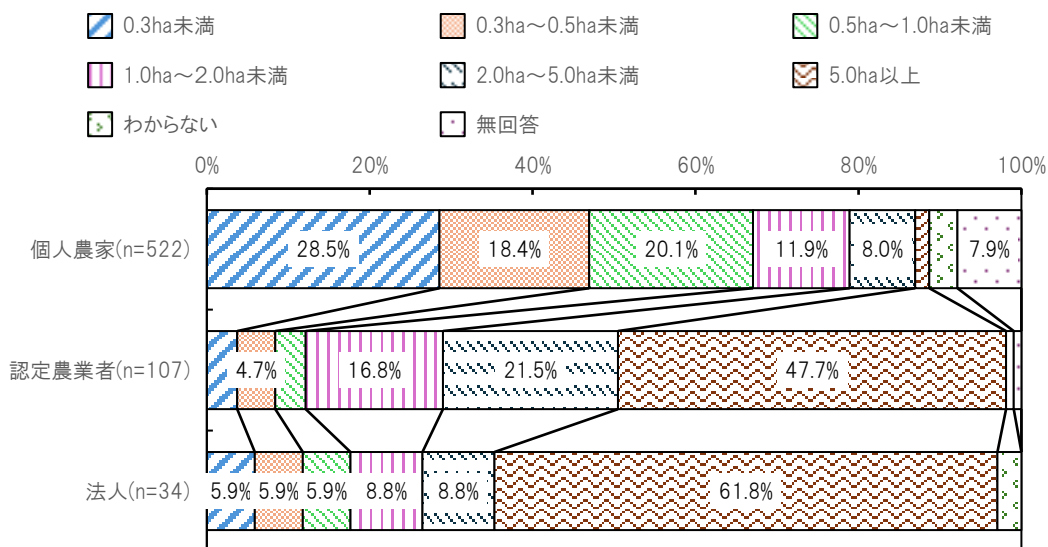 0.3ha未満 0.3ha～0.5ha未満 0.5ha～1.0ha未満
1.0ha～2.0ha未満 2.0ha～5.0ha未満 5.0ha以上
わからない 無回答
0% 20% 40% 60% 80% 100%
個人農家(n=522) 28.5% 18.4% 20.1% 11.9% 8.0% 7.9%
認定農業者(n=107) 4.7% 16.8% 21.5% 47.7%
法人(n=34) 5.9% 5.9% 5.9% 8.8% 8.8% 61.8%